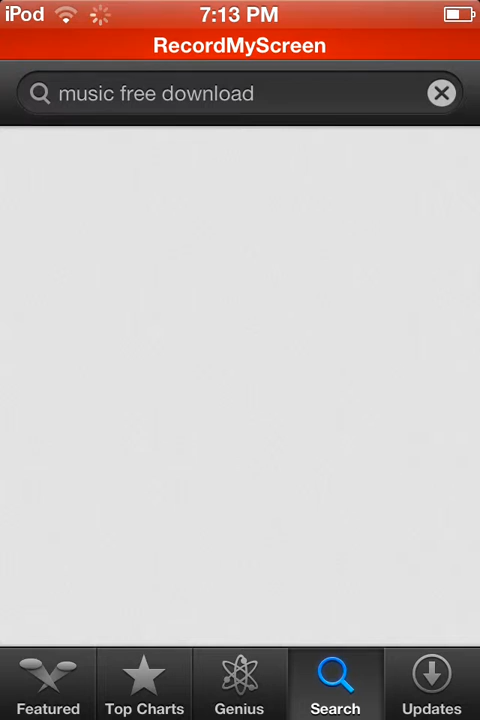 iPod 7:13 PM
RecordMyScreen
music free download
Featured Top Charts Genius Search Updates